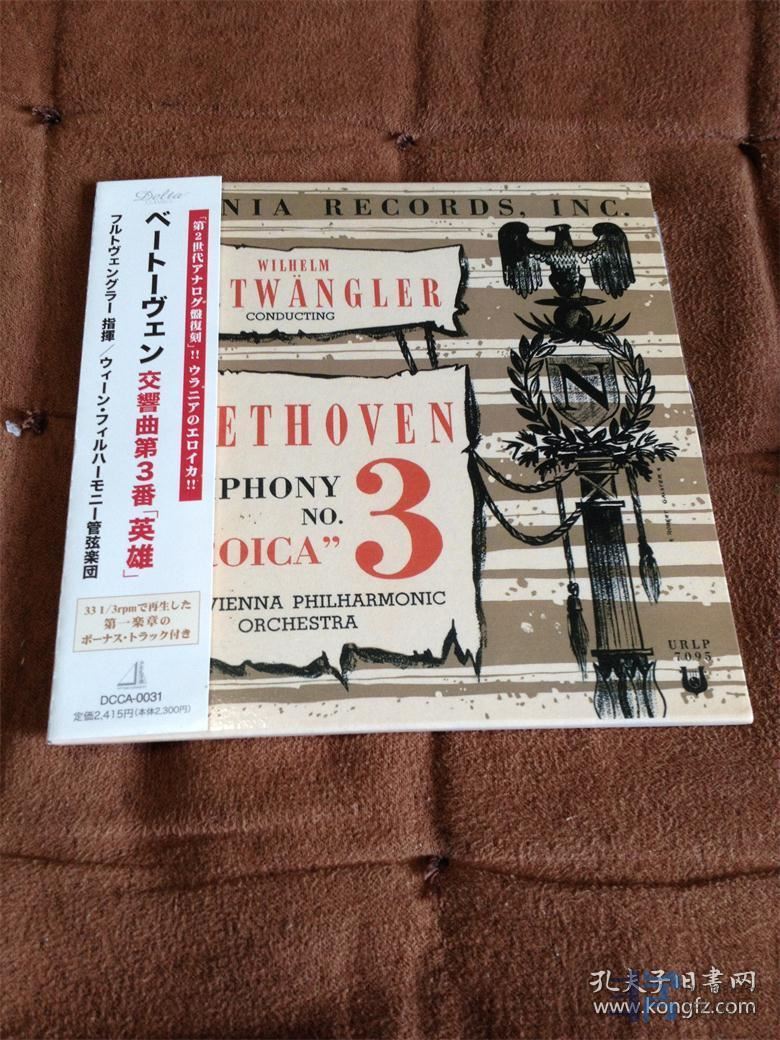 Delta
CLASSICS
「第2世代アナログ盤復刻」!! ウラニアのエロイカ!!
ベートーヴェン 交響曲第3番「英雄」
フルトヴェングラー 指揮/ウィーン・フィルハーモニー管弦楽団
33 1/3rpmで再生した
第一楽章の
ボーナス・トラック付き
DCCA-0031
定価2,415円(本体2,300円)
NIA RECORDS, INC.
WILHELM
TWÄNGLER
CONDUCTING
ETHOVEN
PHONY
NO. 3
OICA”
VIENNA PHILHARMONIC
ORCHESTRA
N
URLP
7095
孔夫子旧书网
www.kongfz.com